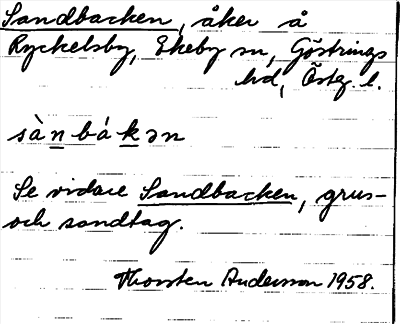 Sandbacken, åker å
Ryckelsby, Ekeby sn, Göstrings
hd, Östg. l.
sànbákən
Se vidare Sandbacken, grus-
och sandtag.
Thorsten Andersson 1958.